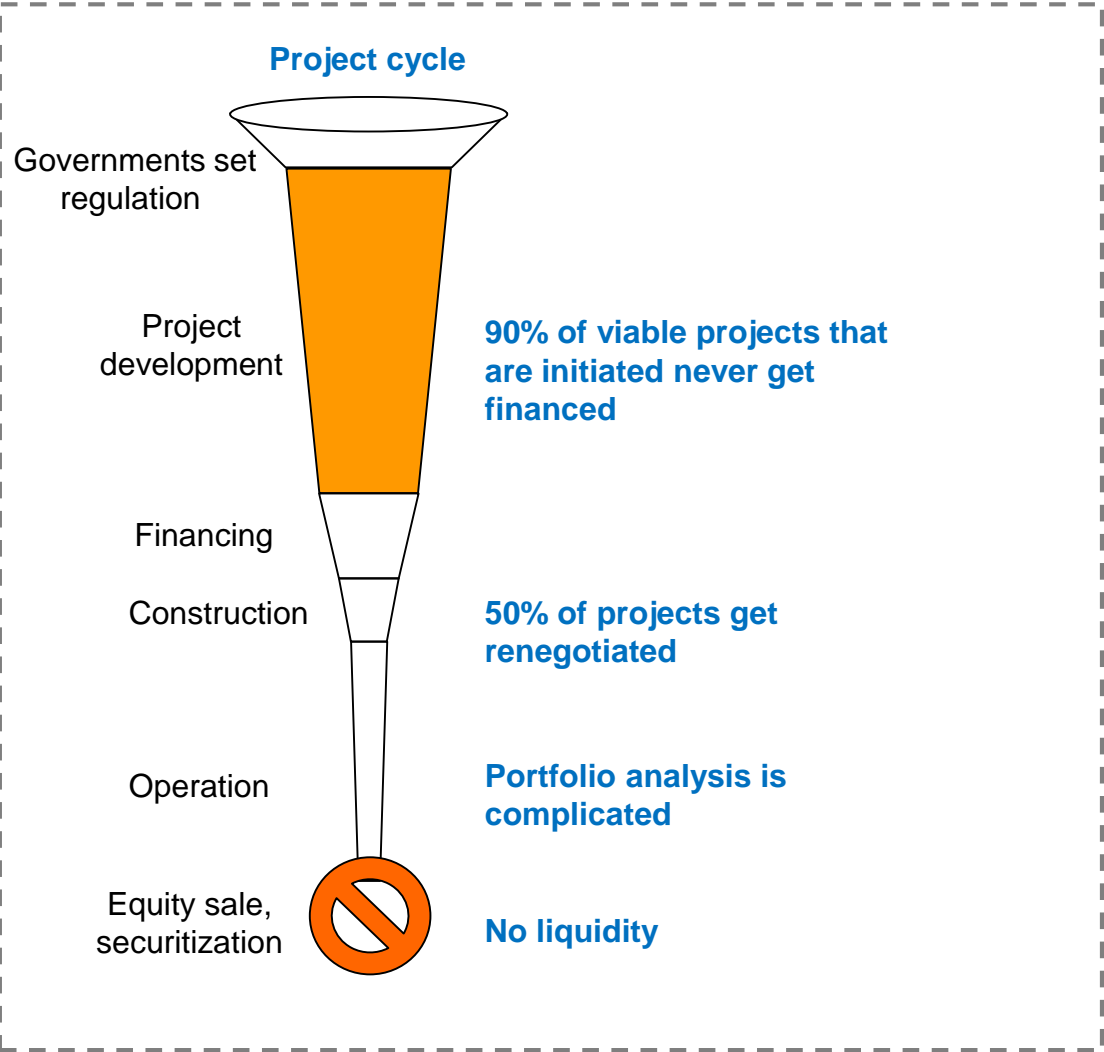 Project cycle
Governments set
regulation
Project
development
90% of viable projects that
are initiated never get
financed
Financing
Construction
50% of projects get
renegotiated
Operation
Portfolio analysis is
complicated
Equity sale,
securitization
No liquidity